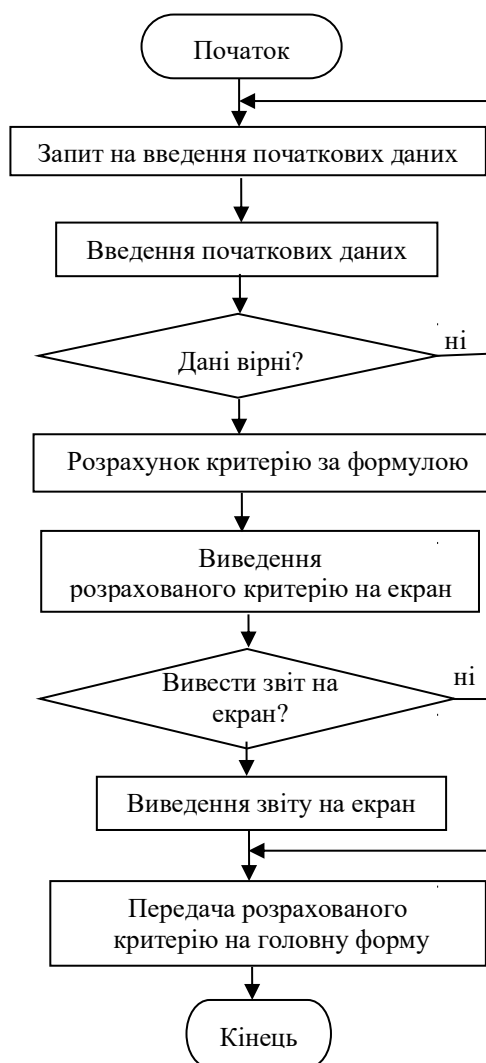 Початок
Запит на введення початкових даних
Введення початкових даних
Дані вірні?
ні
Розрахунок критерію за формулою
Виведення
розрахованого критерію на екран
Вивести звіт на
екран?
ні
Виведення звіту на екран
Передача розрахованого
критерію на головну форму
Кінець